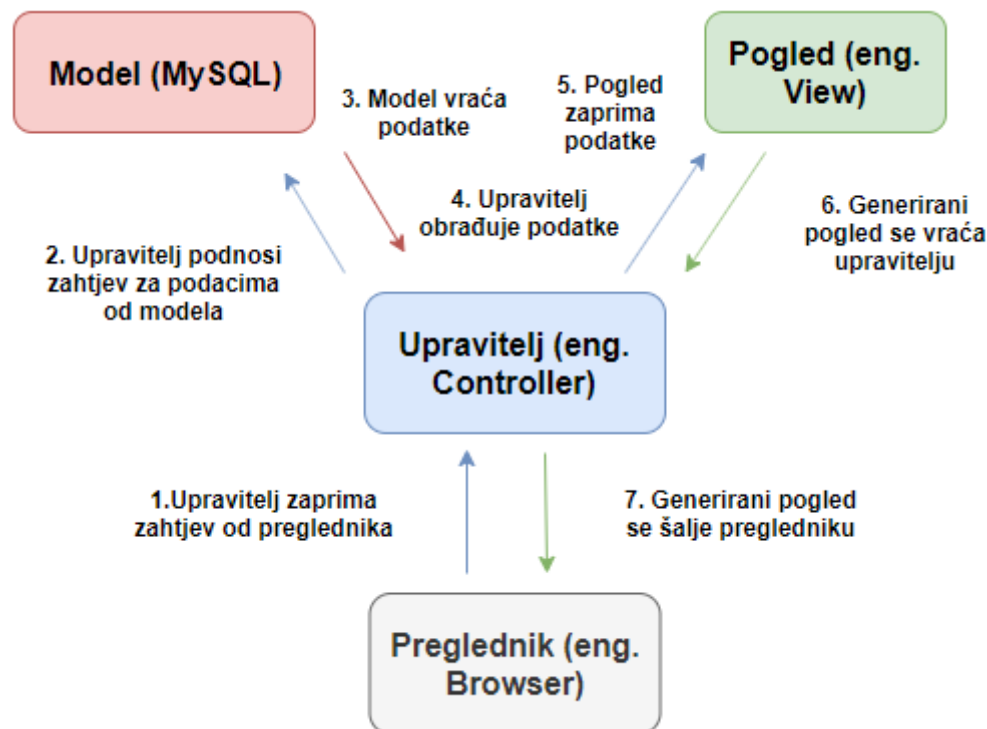 Model (MySQL)
Pogled (eng.
View)
3. Model vraća
podatke
5. Pogled
zaprima
podatke
4. Upravitelj
obrađuje podatke
6. Generirani
pogled se vraća
upravitelju
2. Upravitelj podnosi
zahtjev za podacima
od modela
Upravitelj (eng.
Controller)
1.Upravitelj zaprima
zahtjev od preglednika
7. Generirani pogled
se šalje pregledniku
Preglednik (eng.
Browser)